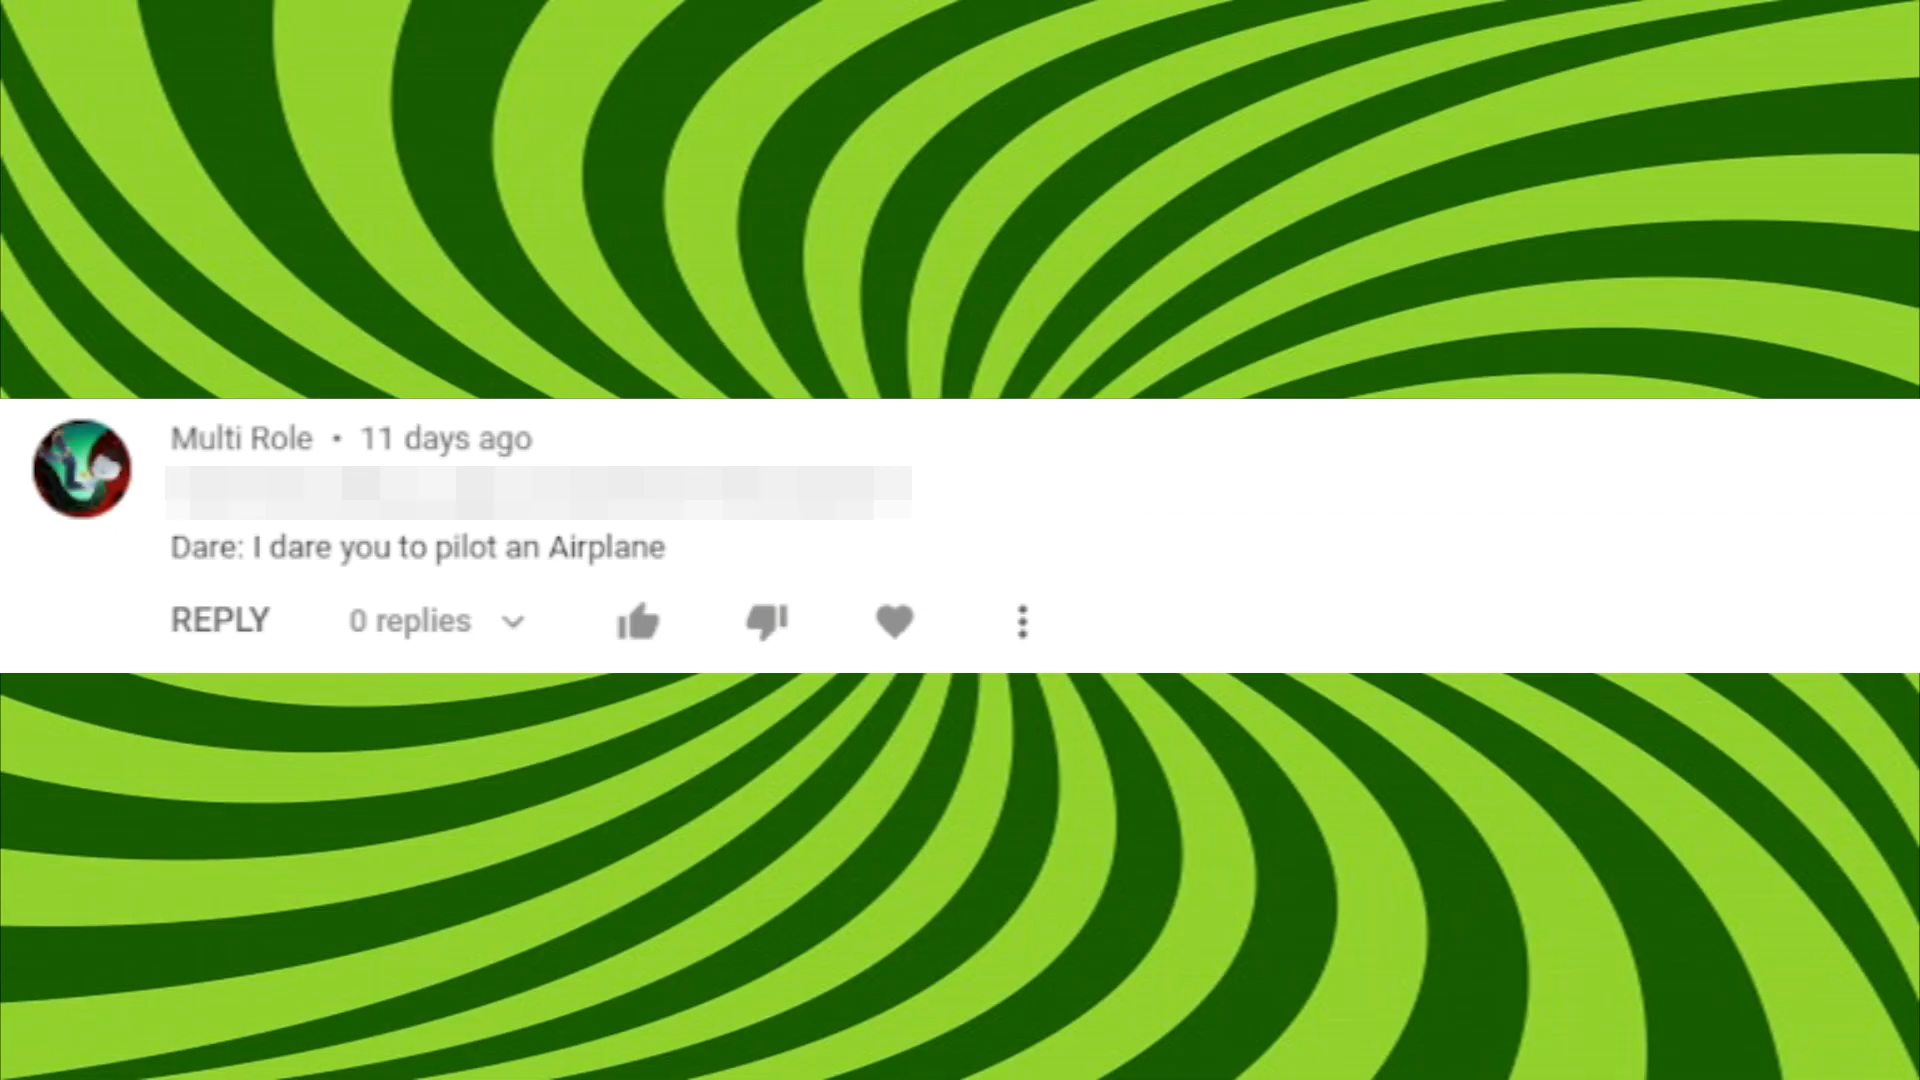 Multi Role • 11 days ago
Dare: I dare you to pilot an Airplane
REPLY 0 replies